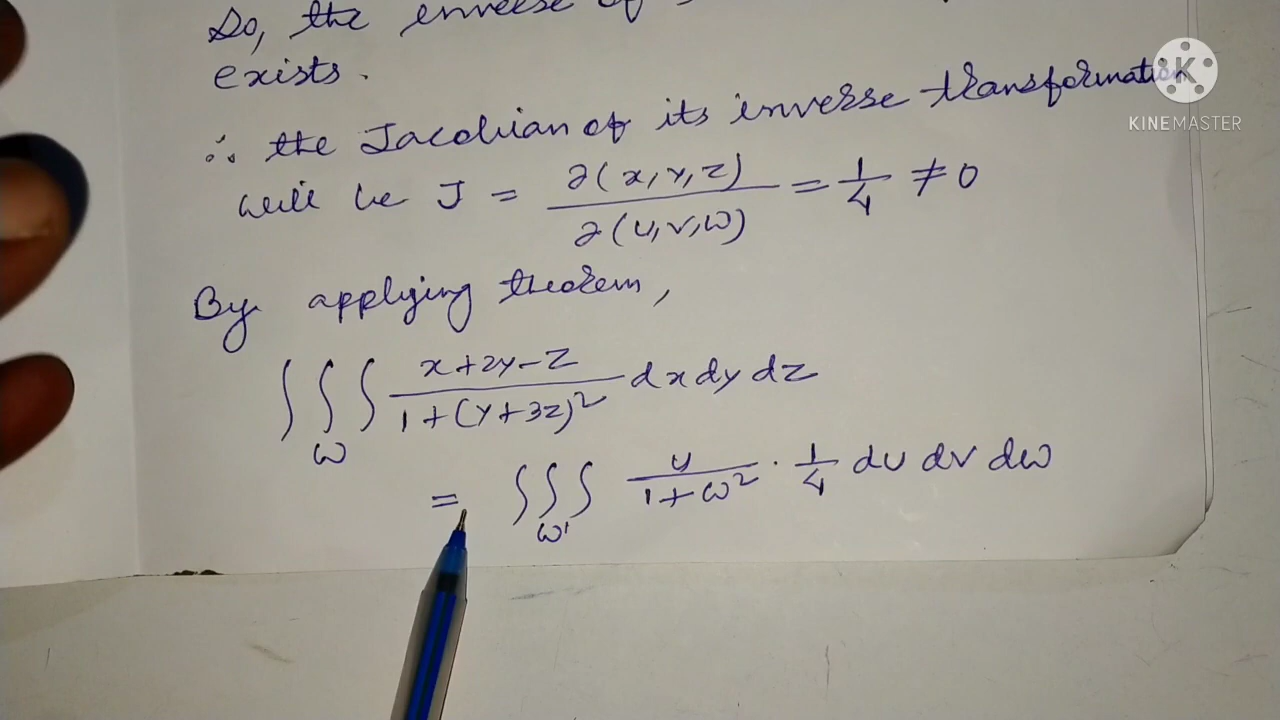 So, the inverse of
exists.
∴ the Jacobian of its inverse transformation
will be J = ∂(x,y,z)/∂(u,v,w) = 1/4 ≠ 0
By applying theorem,
∫∫∫_W (x+2y-z)/(1+(y+3z)²) dx dy dz
= ∫∫∫_W' u/(1+w²) · 1/4 du dv dw
K
KINEMASTER